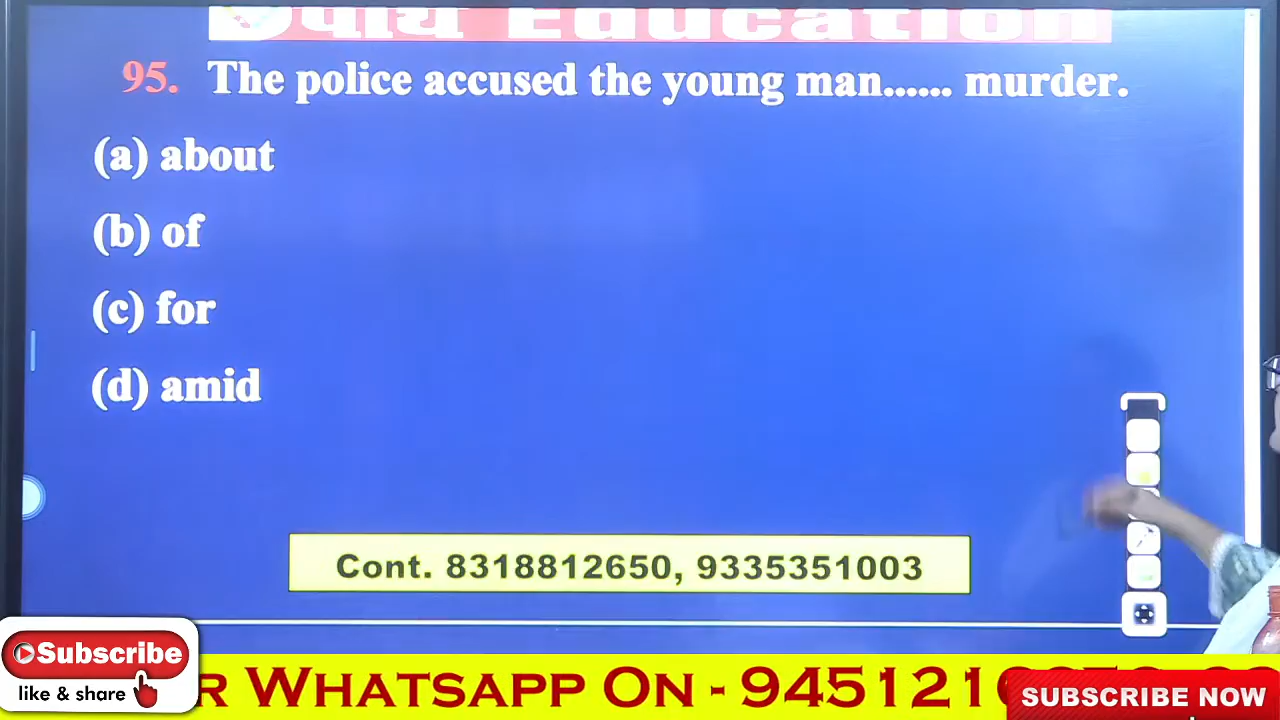 Education
95. The police accused the young man...... murder.
(a) about
(b) of
(c) for
(d) amid
Cont. 8318812650, 9335351003
Subscribe
like & share
WHATSAPP ON -
SUBSCRIBE NOW